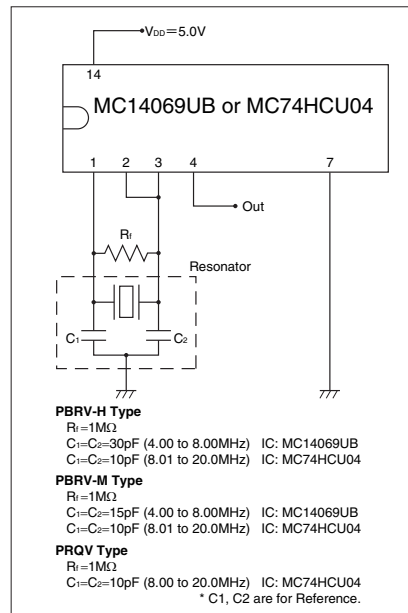 VDD=5.0V
14
MC14069UB or MC74HCU04
1 2 3 4 7
Out
Rf
Resonator
C1 C2
PBRV-H Type
Rf=1MΩ
C1=C2=30pF (4.00 to 8.00MHz) IC: MC14069UB
C1=C2=10pF (8.01 to 20.0MHz) IC: MC74HCU04
PBRV-M Type
Rf=1MΩ
C1=C2=15pF (4.00 to 8.00MHz) IC: MC14069UB
C1=C2=10pF (8.01 to 20.0MHz) IC: MC74HCU04
PRQV Type
Rf=1MΩ
C1=C2=10pF (8.00 to 20.0MHz) IC: MC74HCU04
* C1, C2 are for Reference.